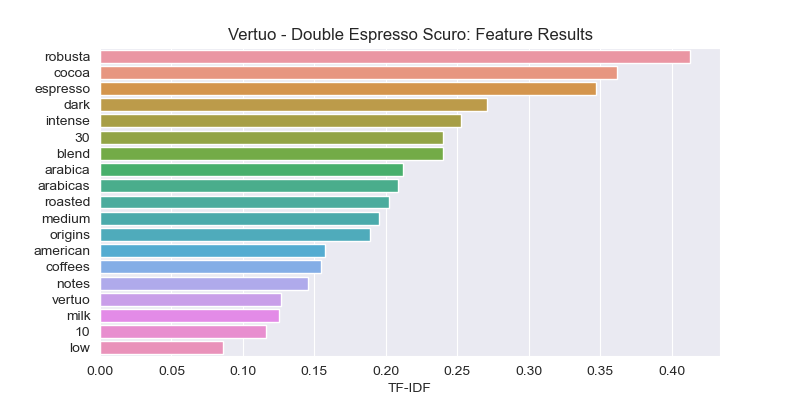 Vertuo - Double Espresso Scuro: Feature Results
robusta
cocoa
espresso
dark
intense
30
blend
arabica
arabicas
roasted
medium
origins
american
coffees
notes
vertuo
milk
10
low
0.00 0.05 0.10 0.15 0.20 0.25 0.30 0.35 0.40
TF-IDF